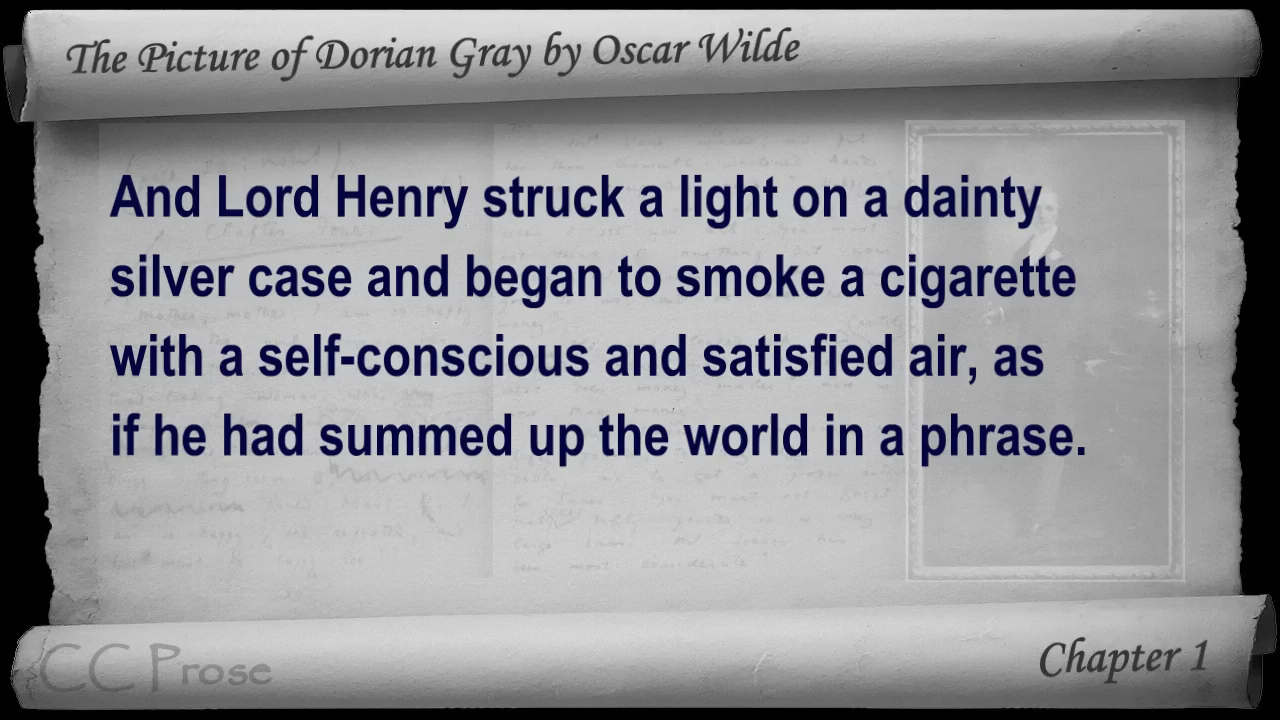 The Picture of Dorian Gray by Oscar Wilde
And Lord Henry struck a light on a dainty
silver case and began to smoke a cigarette
with a self-conscious and satisfied air, as
if he had summed up the world in a phrase.
CC Prose
Chapter 1